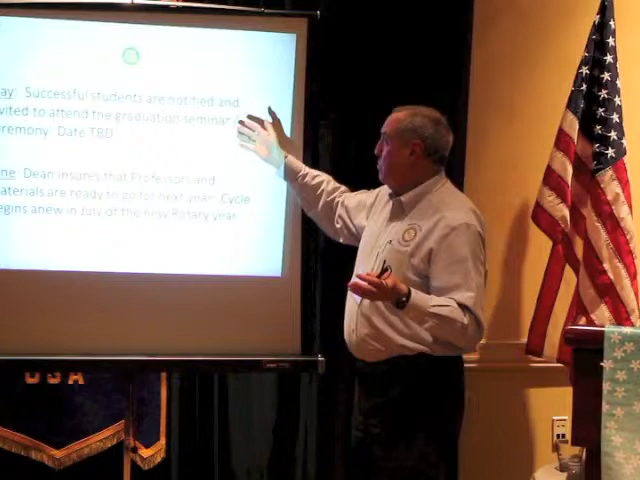 ay: Successful students are notified and
vited to attend the graduation seminar
eremony. Date TBD
ne: Dean insures that Professors and
aterials are ready to go for next year. Cycle
egins anew in July of the new Rotary year.
USA